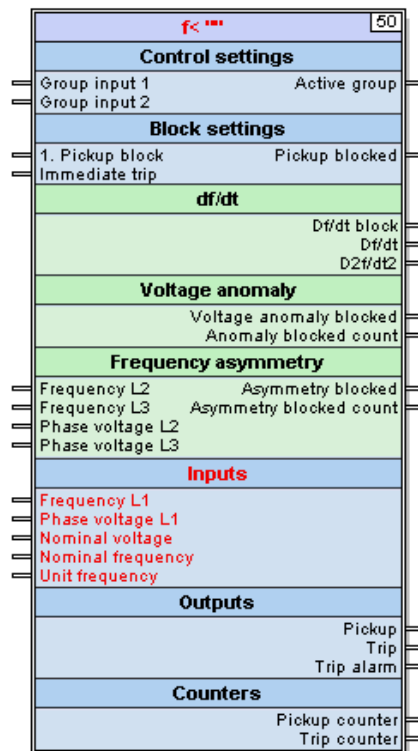 f< "" 50
Control settings
Group input 1 Active group
Group input 2
Block settings
1. Pickup block Pickup blocked
Immediate trip
df/dt
Df/dt block
Df/dt
D2f/dt2
Voltage anomaly
Voltage anomaly blocked
Anomaly blocked count
Frequency asymmetry
Frequency L2 Asymmetry blocked
Frequency L3 Asymmetry blocked count
Phase voltage L2
Phase voltage L3
Inputs
Frequency L1
Phase voltage L1
Nominal voltage
Nominal frequency
Unit frequency
Outputs
Pickup
Trip
Trip alarm
Counters
Pickup counter
Trip counter